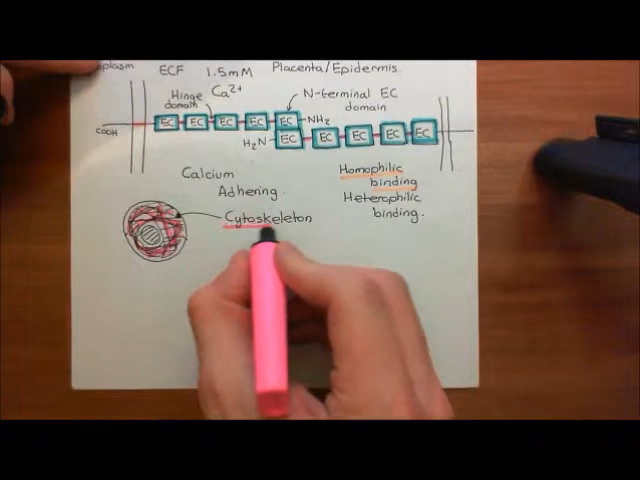 ECF 1.5mM Placenta/Epidermis.
Hinge domain Ca2+ N-terminal EC domain
COOH EC EC EC EC EC NH2
H2N EC EC EC EC EC
Calcium Adhering.
Homophilic binding
Heterophilic binding.
Cytoskeleton